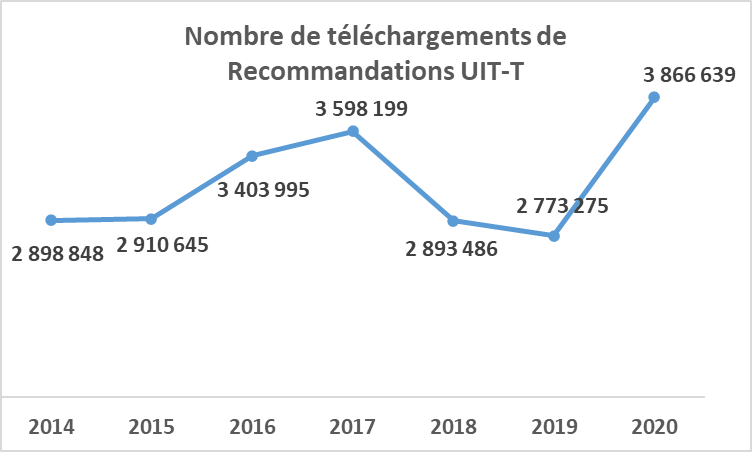 Nombre de téléchargements de
Recommandations UIT-T
2 898 848
2 910 645
3 403 995
3 598 199
2 893 486
2 773 275
3 866 639
2014 2015 2016 2017 2018 2019 2020